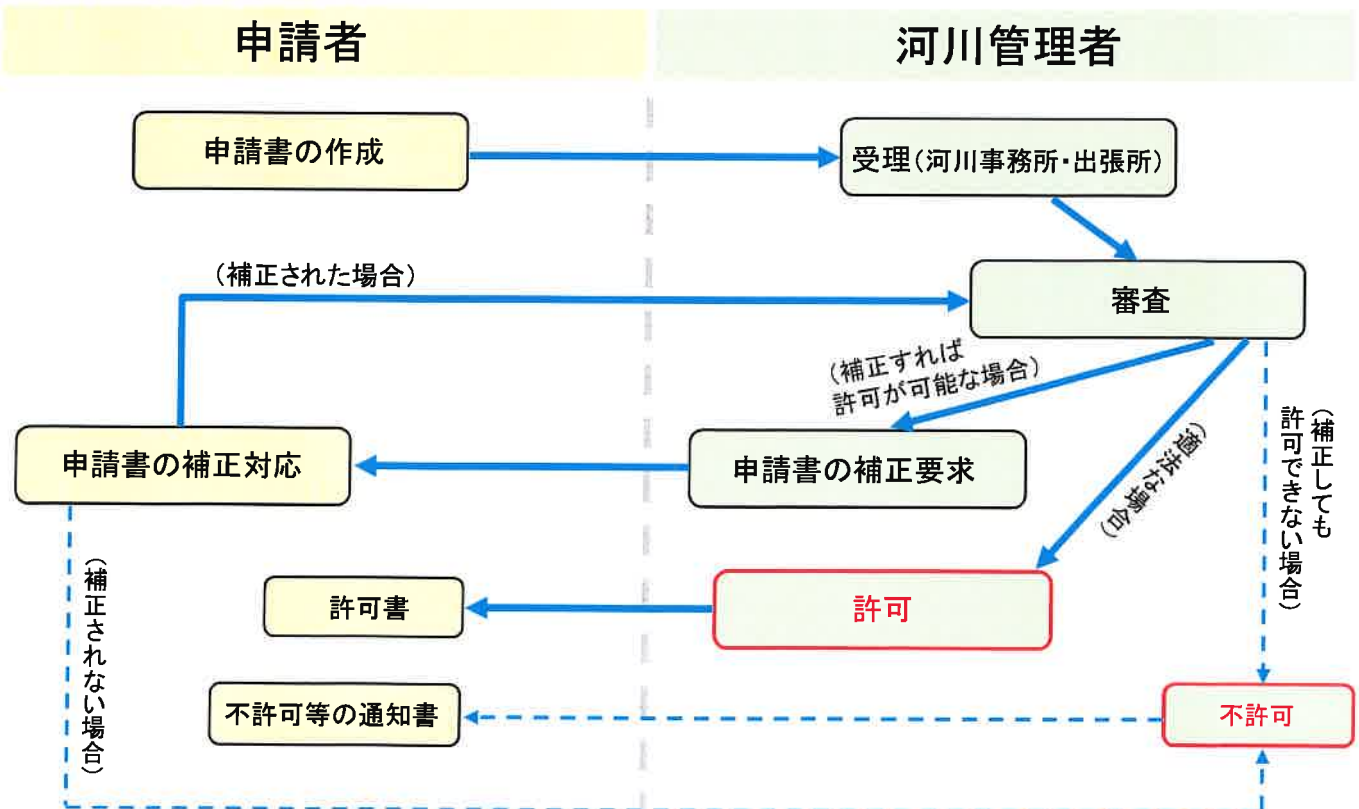 申請者
河川管理者
申請書の作成
受理(河川事務所・出張所)
(補正された場合)
審査
(補正すれば
許可が可能な場合)
(適法な場合)
(補正しても
許可できない場合)
申請書の補正対応
申請書の補正要求
(補正されない場合)
許可書
許可
不許可等の通知書
不許可